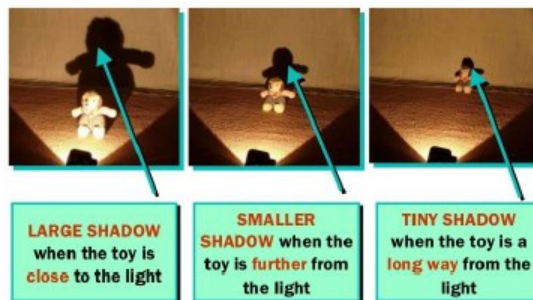 LARGE SHADOW
when the toy is
close to the light
SMALLER
SHADOW when the
toy is further from
the light
TINY SHADOW
when the toy is a
long way from the
light